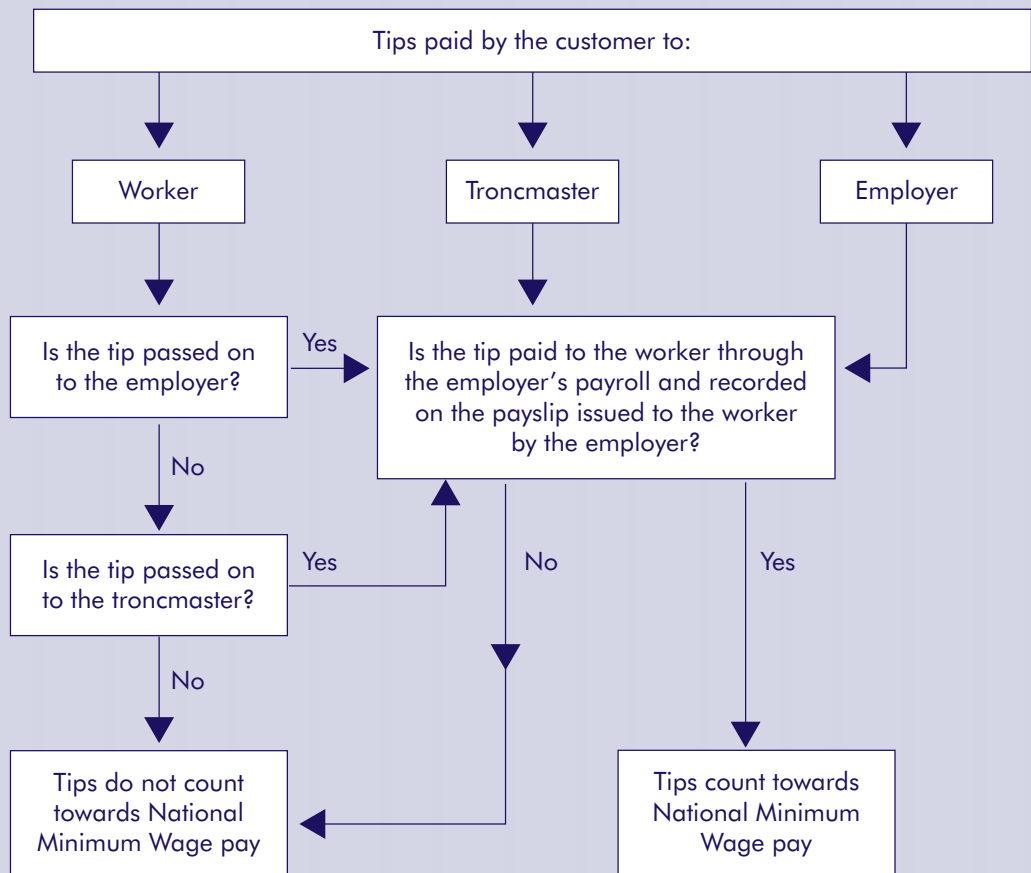 Tips paid by the customer to:
Worker
Troncmaster
Employer
Is the tip passed on
to the employer?
Yes
Is the tip paid to the worker through
the employer’s payroll and recorded
on the payslip issued to the worker
by the employer?
No
Is the tip passed on
to the troncmaster?
Yes
No
Yes
No
Tips do not count
towards National
Minimum Wage pay
Tips count towards
National Minimum
Wage pay